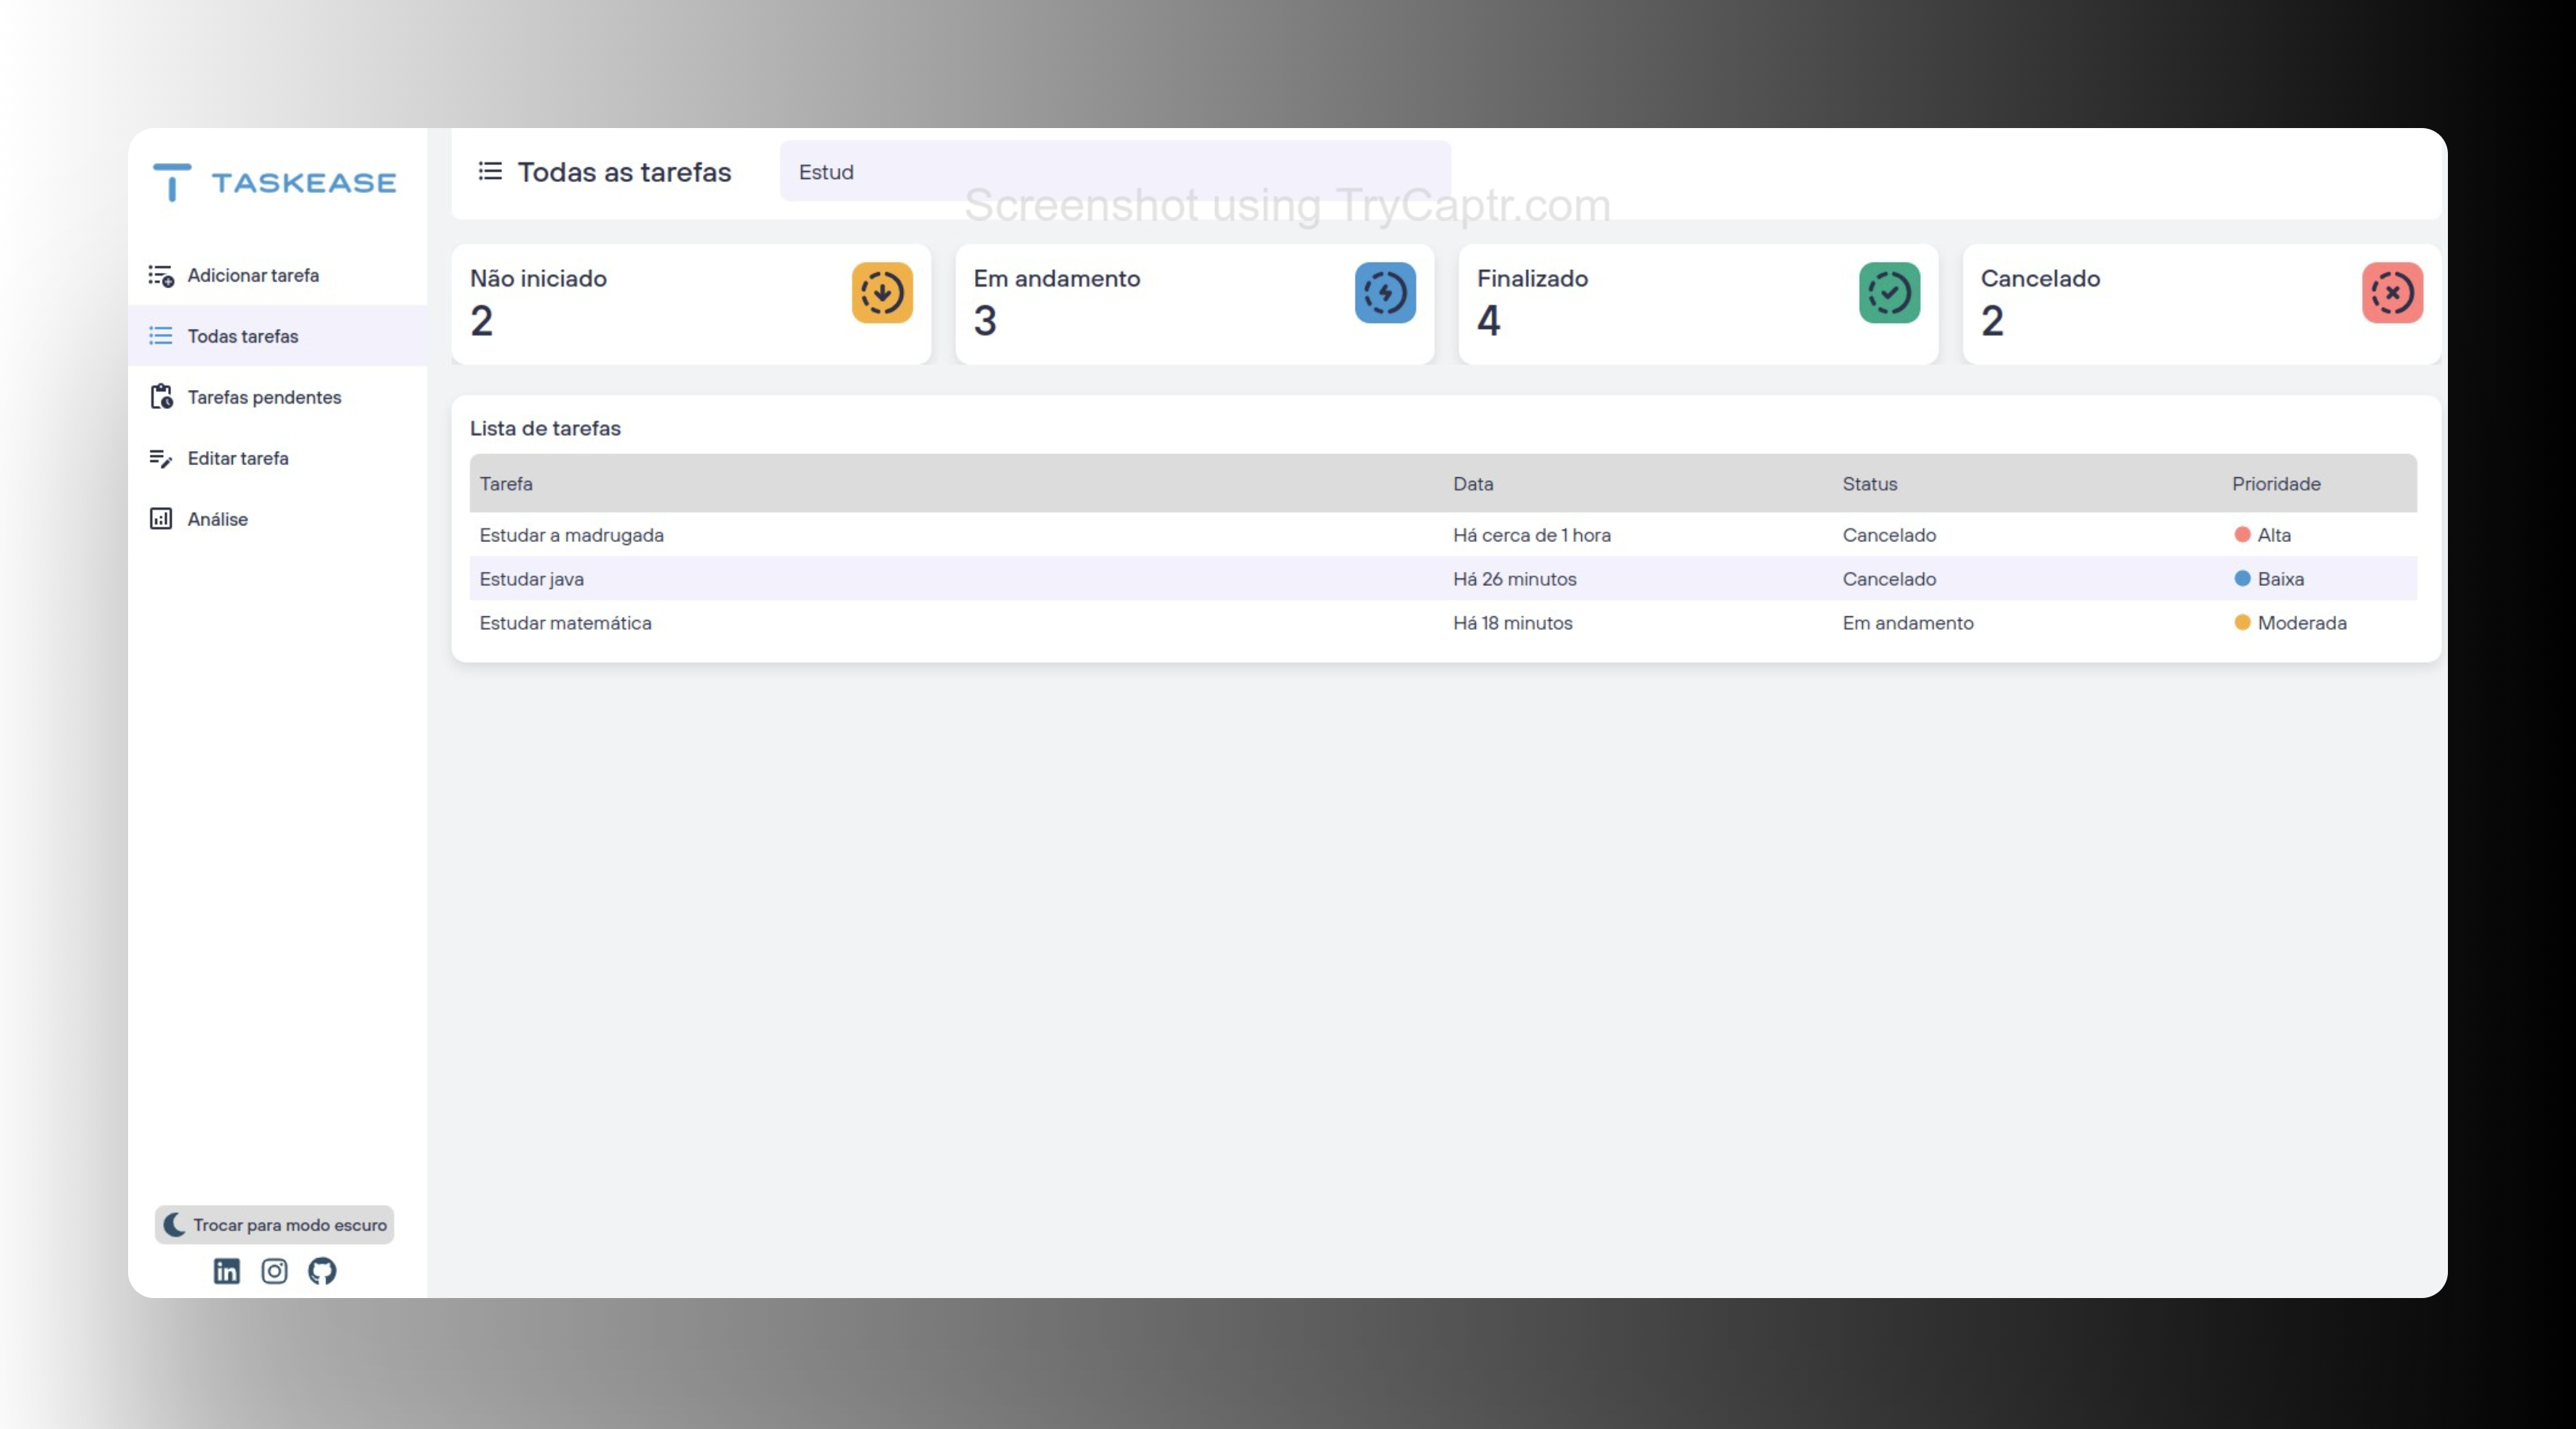 TASKEASE
Adicionar tarefa
Todas tarefas
Tarefas pendentes
Editar tarefa
Análise
Trocar para modo escuro
Todas as tarefas
Estud
Screenshot using TryCaptr.com
Não iniciado
2
Em andamento
3
Finalizado
4
Cancelado
2
Lista de tarefas
Tarefa Data Status Prioridade
Estudar a madrugada Há cerca de 1 hora Cancelado Alta
Estudar java Há 26 minutos Cancelado Baixa
Estudar matemática Há 18 minutos Em andamento Moderada